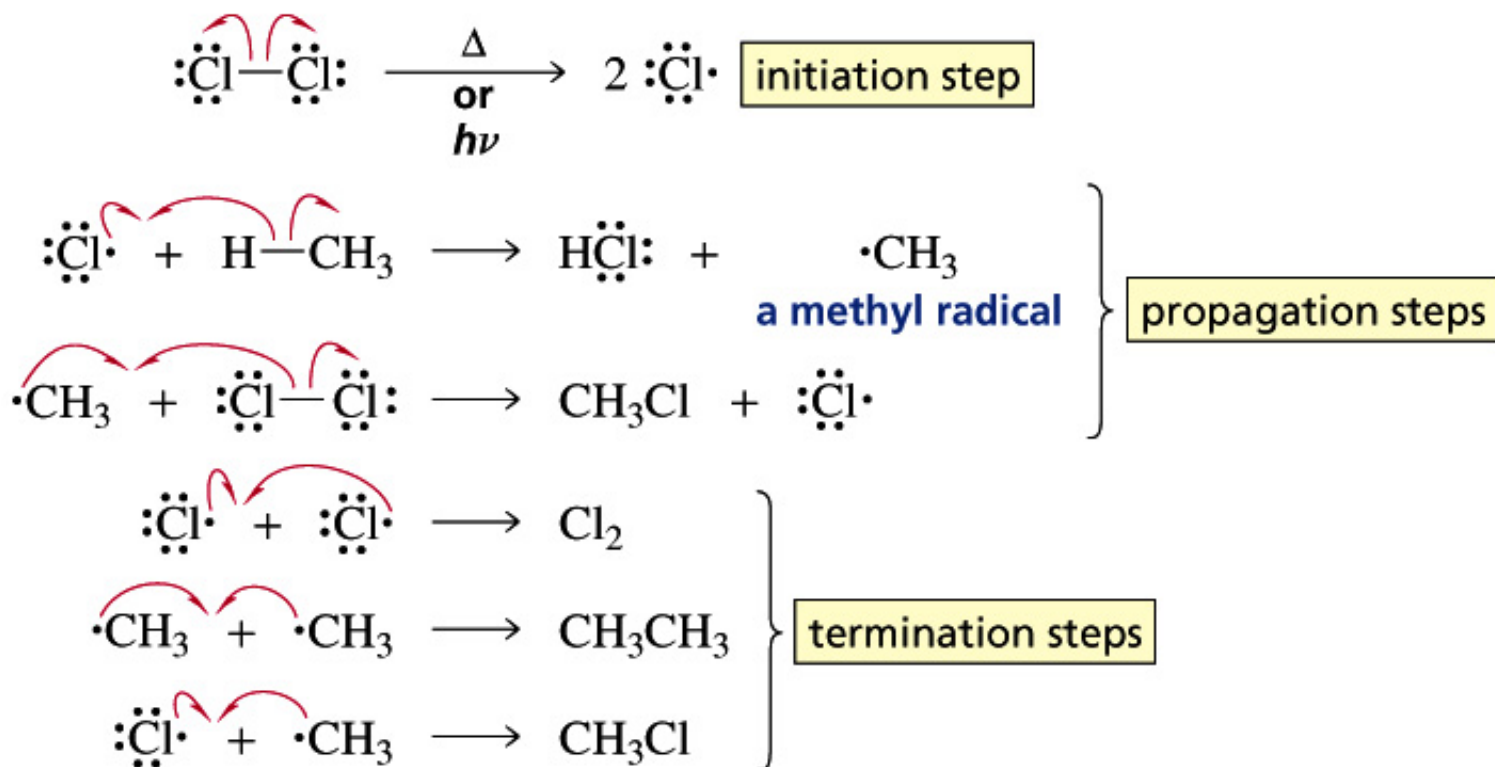 :Cl—Cl: Δ or hν 2 :Cl· initiation step
:Cl· + H—CH₃ HCl: + ·CH₃
a methyl radical
propagation steps
·CH₃ + :Cl—Cl: CH₃Cl + :Cl·
:Cl· + :Cl· Cl₂
·CH₃ + ·CH₃ CH₃CH₃
termination steps
:Cl· + ·CH₃ CH₃Cl